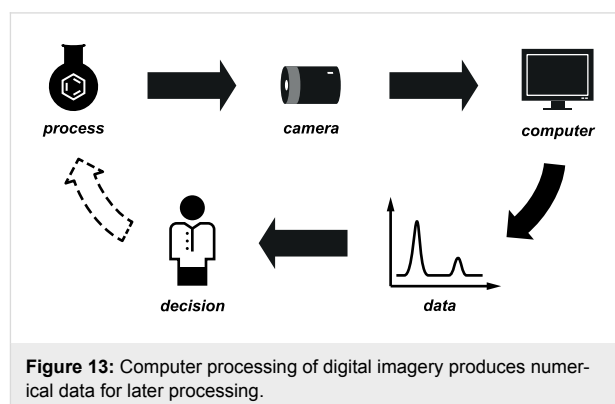 process
camera
computer
decision
data
Figure 13: Computer processing of digital imagery produces numer-
ical data for later processing.